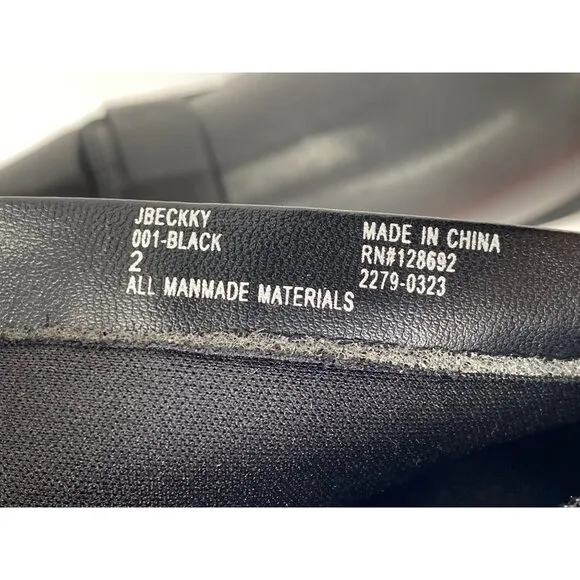 JBECKKY
001-BLACK
2
ALL MANMADE MATERIALS
MADE IN CHINA
RN#128692
2279-0323